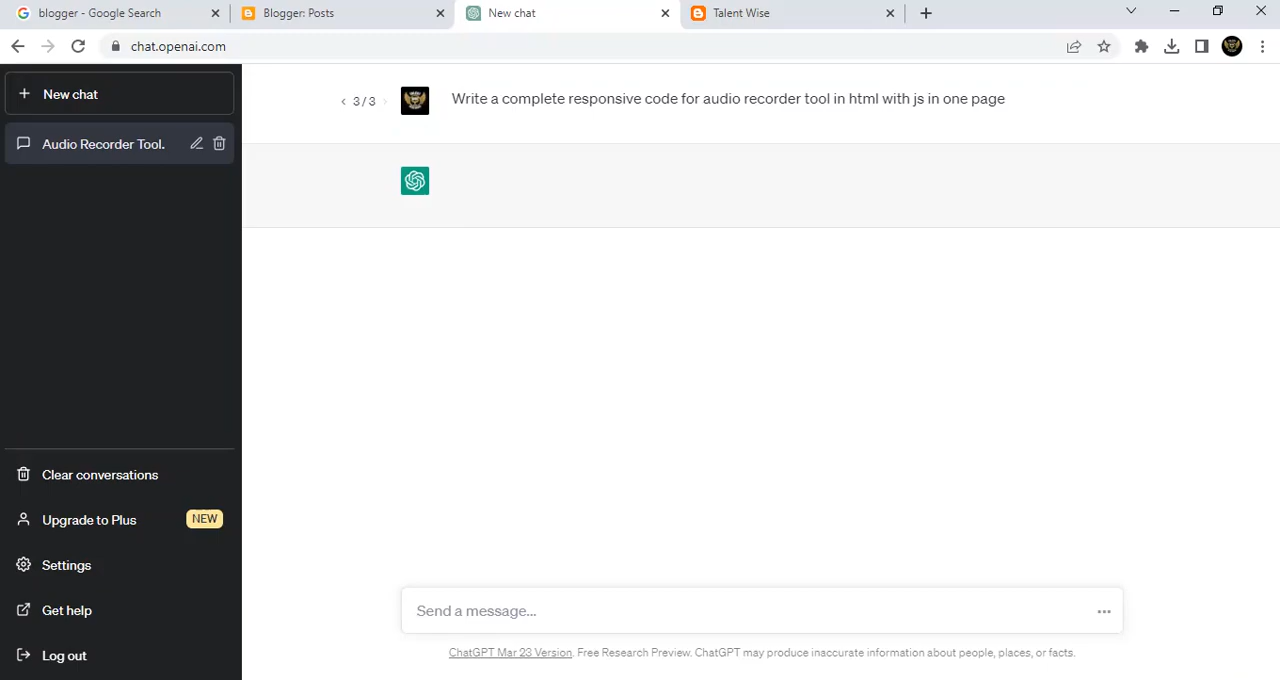 blogger - Google Search
Blogger: Posts
New chat
Talent Wise
chat.openai.com
New chat
3 / 3
Write a complete responsive code for audio recorder tool in html with js in one page
Audio Recorder Tool.
Clear conversations
Upgrade to Plus
NEW
Settings
Send a message...
Get help
ChatGPT Mar 23 Version. Free Research Preview. ChatGPT may produce inaccurate information about people, places, or facts.
Log out